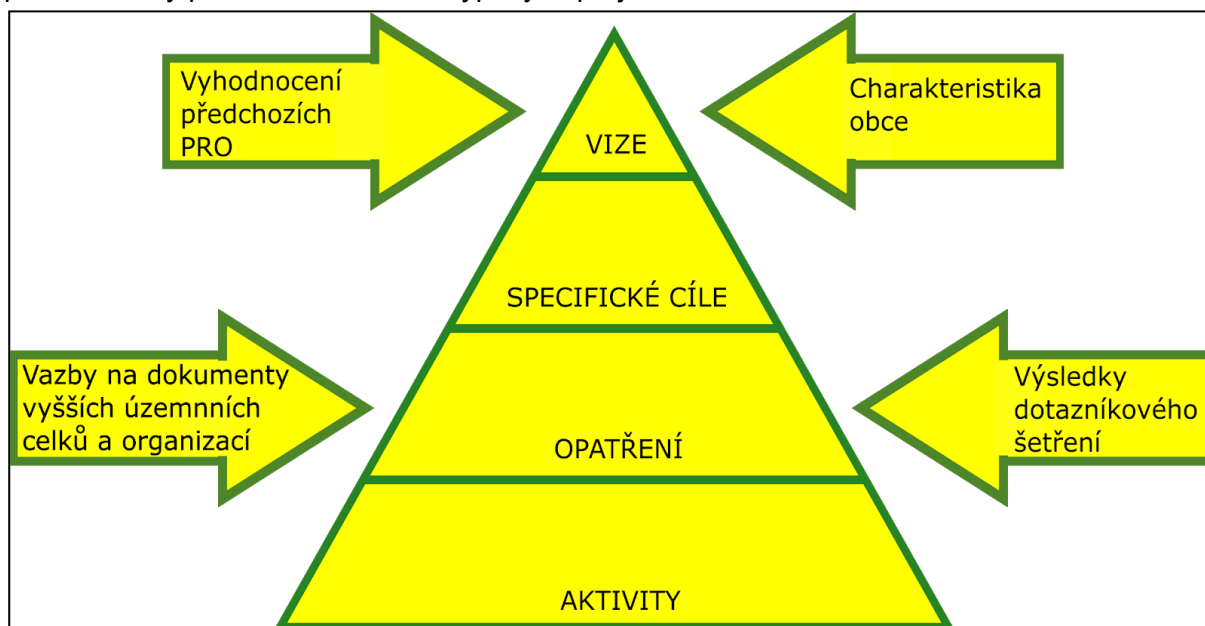 Vyhodnocení
předchozích
PRO
Charakteristika
obce
VIZE
SPECIFICKÉ CÍLE
Vazby na dokumenty
vyšších územnních
celků a organizací
Výsledky
dotazníkového
šetření
OPATŘENÍ
AKTIVITY